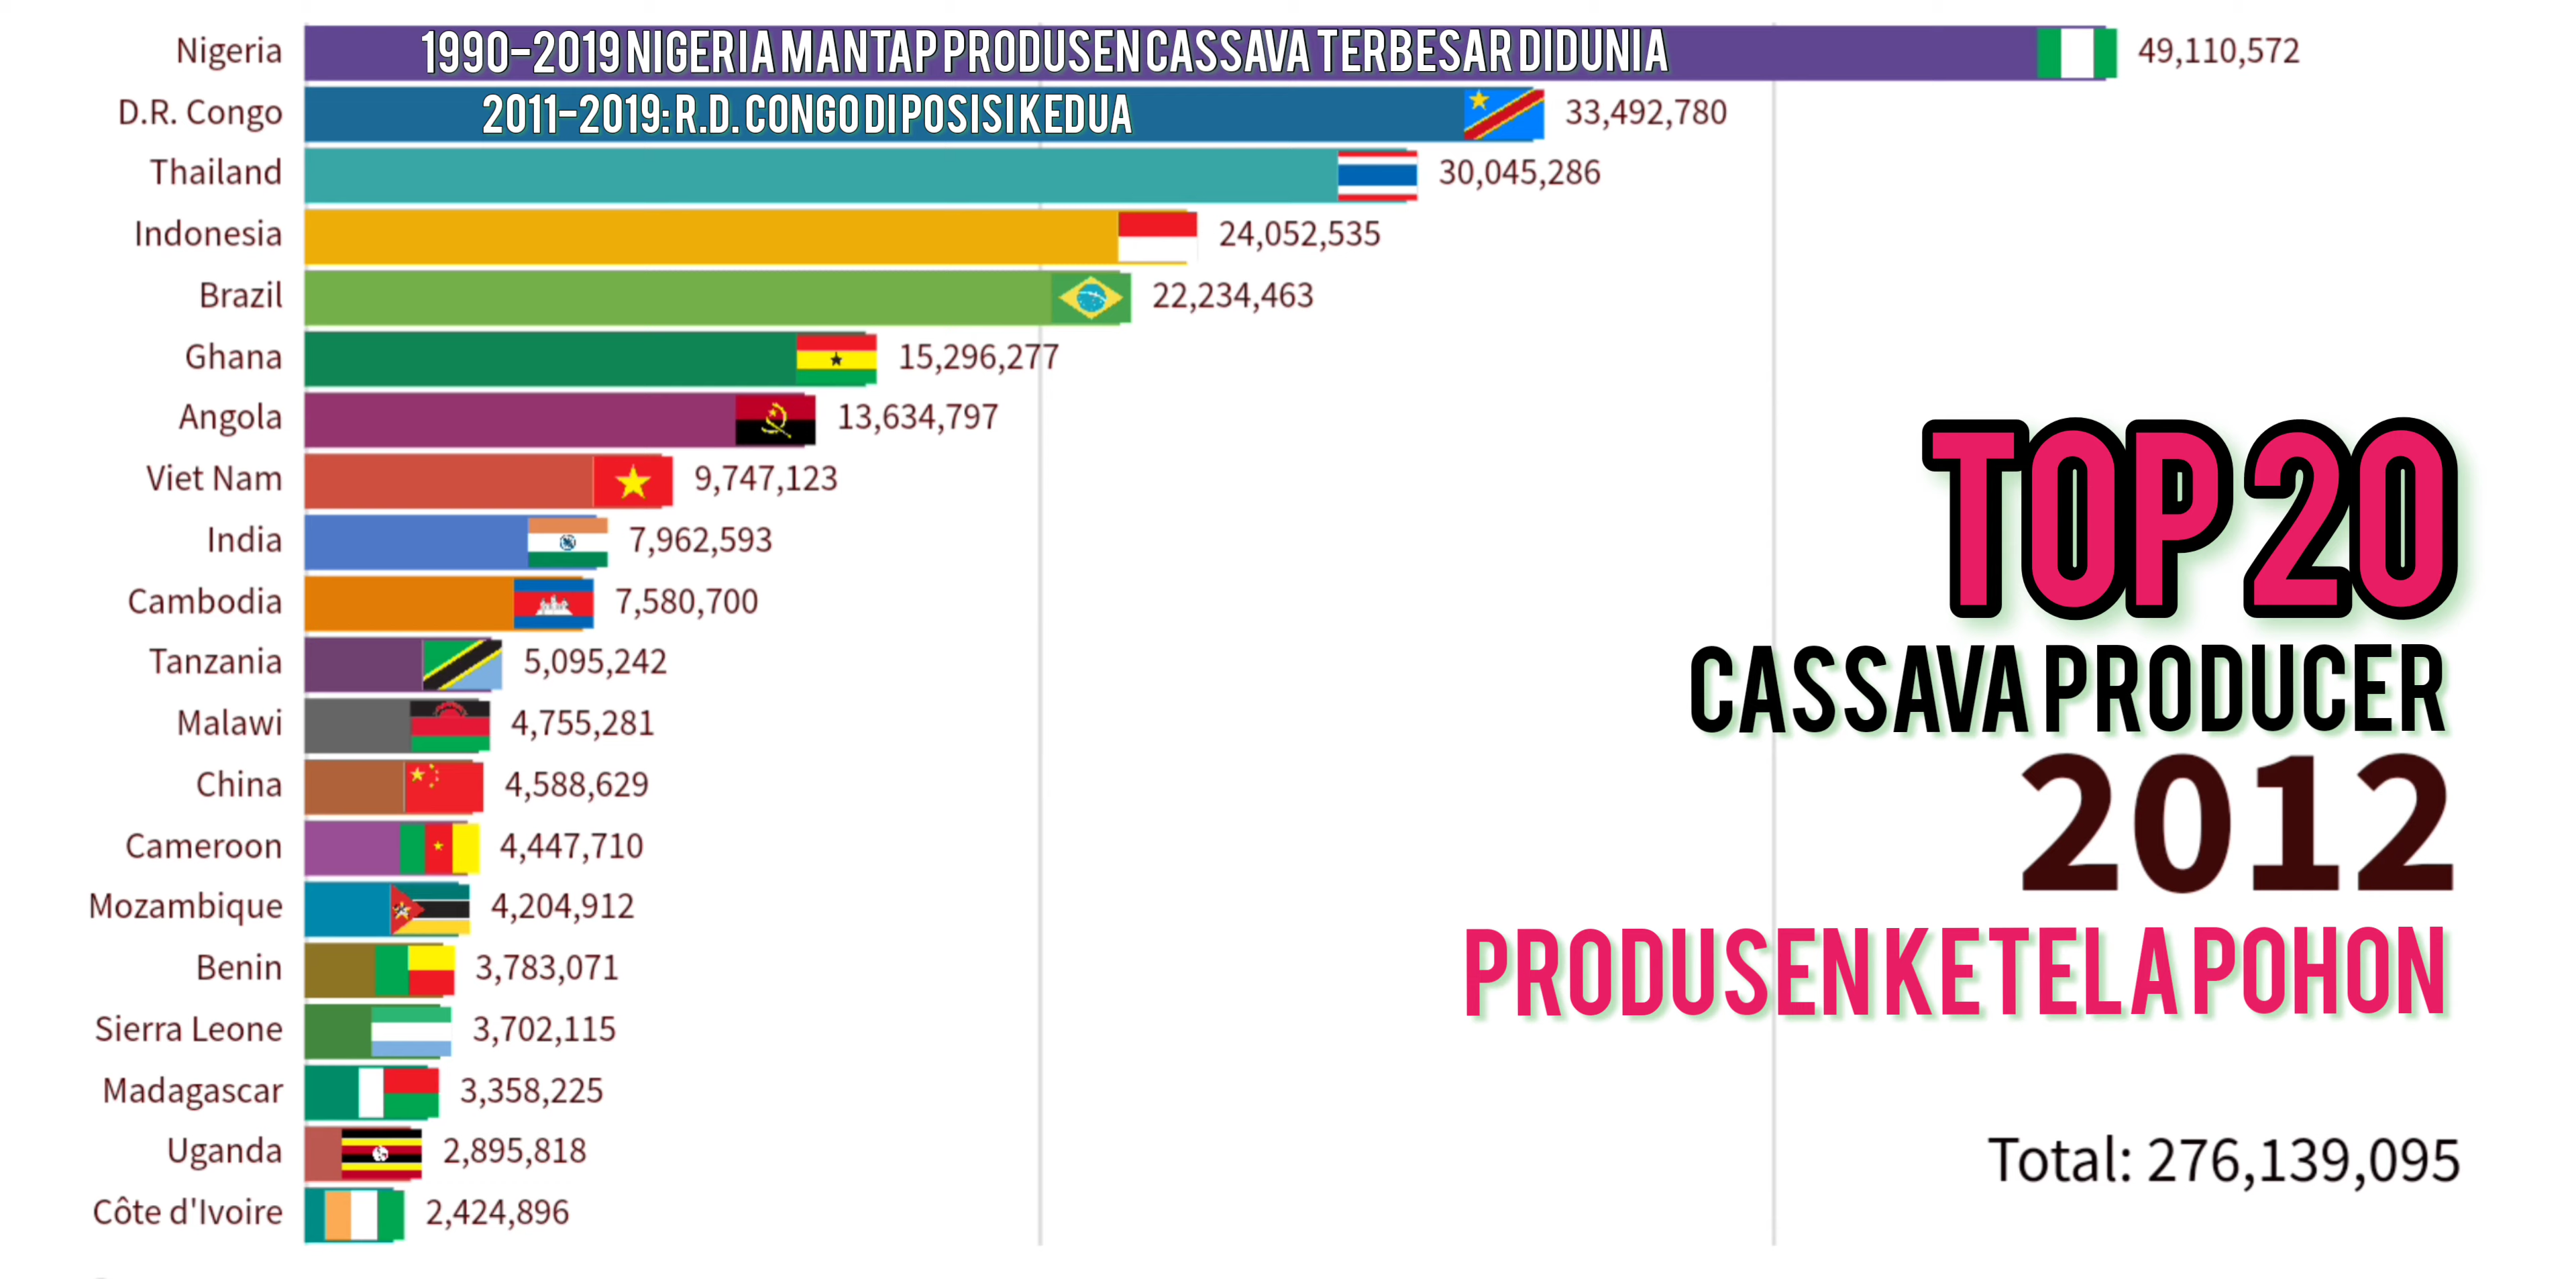 Nigeria 1990-2019 NIGERIA MANTAP PRODUSEN CASSAVA TERBESAR DIDUNIA 49,110,572
D.R. Congo 2011-2019: R.D. CONGO DI POSISI KEDUA 33,492,780
Thailand 30,045,286
Indonesia 24,052,535
Brazil 22,234,463
Ghana 15,296,277
Angola 13,634,797
Viet Nam 9,747,123
India 7,962,593
Cambodia 7,580,700
Tanzania 5,095,242
Malawi 4,755,281
China 4,588,629
Cameroon 4,447,710
Mozambique 4,204,912
Benin 3,783,071
Sierra Leone 3,702,115
Madagascar 3,358,225
Uganda 2,895,818
Côte d'Ivoire 2,424,896
TOP 20
CASSAVA PRODUCER
2012
PRODUSEN KETELA POHON
Total: 276,139,095